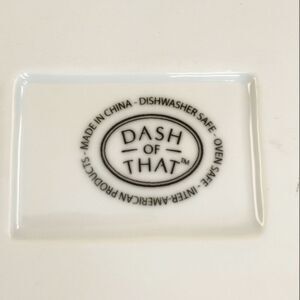 MADE IN CHINA - DISHWASHER SAFE - OVEN SAFE - INTER-AMERICAN PRODUCTS -
DASH
- OF -
THAT™